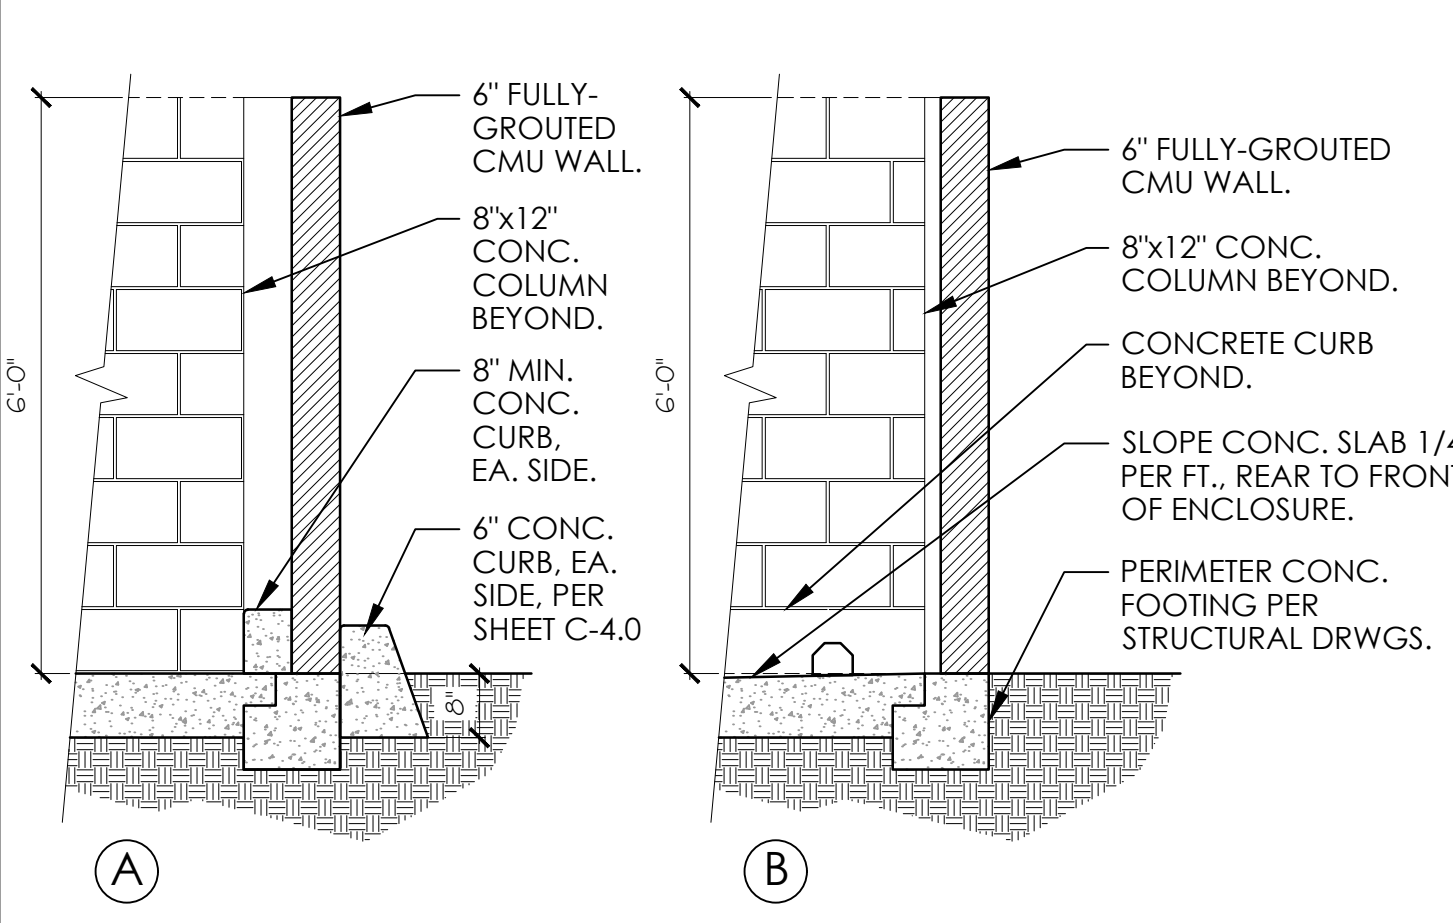 6'-0"
6" FULLY-
GROUTED
CMU WALL.
8"x12"
CONC.
COLUMN
BEYOND.
8" MIN.
CONC.
CURB,
EA. SIDE.
6" CONC.
CURB, EA.
SIDE, PER
SHEET C-4.0
8"
A
6'-0"
6" FULLY-GROUTED
CMU WALL.
8"x12" CONC.
COLUMN BEYOND.
CONCRETE CURB
BEYOND.
SLOPE CONC. SLAB 1/4
PER FT., REAR TO FRONT
OF ENCLOSURE.
PERIMETER CONC.
FOOTING PER
STRUCTURAL DRWGS.
B